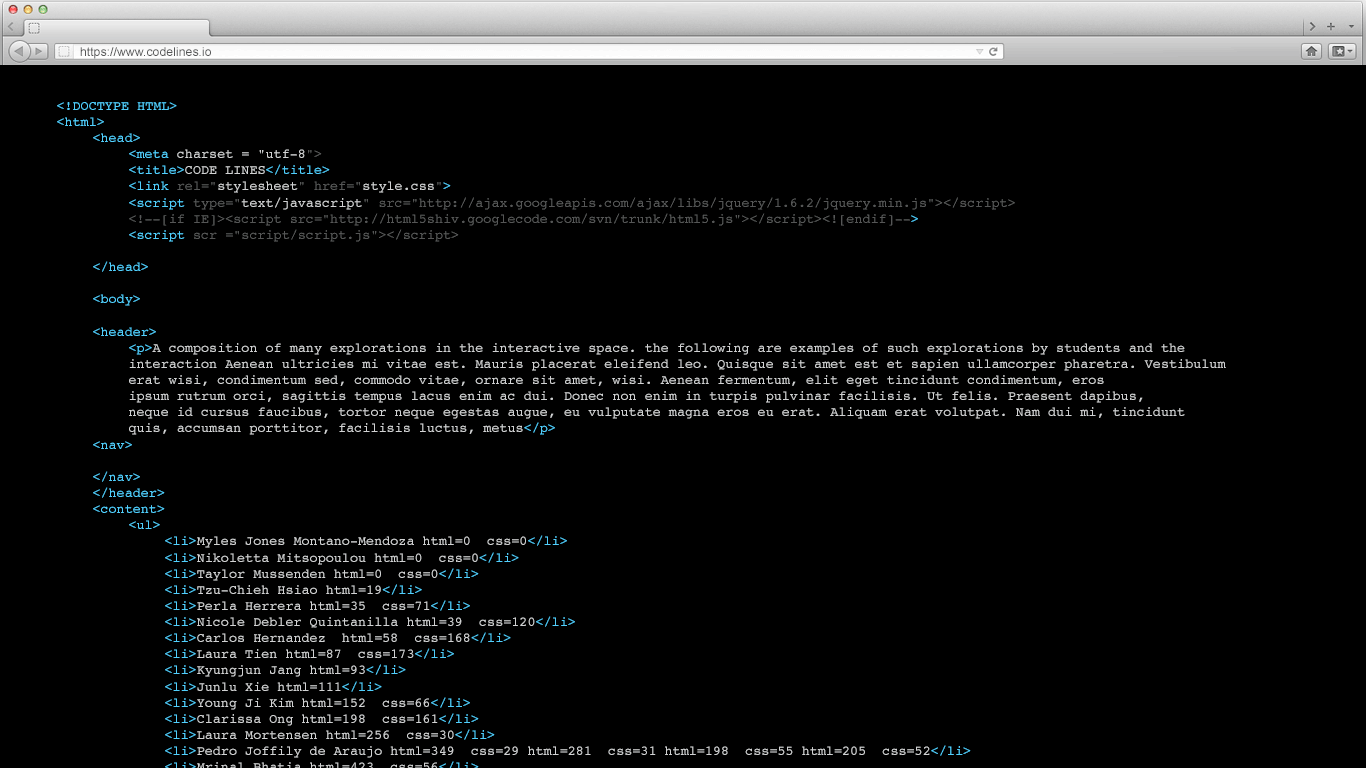 https://www.codelines.io
<!DOCTYPE HTML>
<html>
<head>
<meta charset = "utf-8">
<title>CODE LINES</title>
<link rel="stylesheet" href="style.css">
<script type="text/javascript" src="http://ajax.googleapis.com/ajax/libs/jquery/1.6.2/jquery.min.js"></script>
<!--[if IE]><script src="http://html5shiv.googlecode.com/svn/trunk/html5.js"></script><![endif]-->
<script scr ="script/script.js"></script>
</head>
<body>
<header>
<p>A composition of many explorations in the interactive space. the following are examples of such explorations by students and the
interaction Aenean ultricies mi vitae est. Mauris placerat eleifend leo. Quisque sit amet est et sapien ullamcorper pharetra. Vestibulum
erat wisi, condimentum sed, commodo vitae, ornare sit amet, wisi. Aenean fermentum, elit eget tincidunt condimentum, eros
ipsum rutrum orci, sagittis tempus lacus enim ac dui. Donec non enim in turpis pulvinar facilisis. Ut felis. Praesent dapibus,
neque id cursus faucibus, tortor neque egestas augue, eu vulputate magna eros eu erat. Aliquam erat volutpat. Nam dui mi, tincidunt
quis, accumsan porttitor, facilisis luctus, metus</p>
<nav>
</nav>
</header>
<content>
<ul>
<li>Myles Jones Montano-Mendoza html=0  css=0</li>
<li>Nikoletta Mitsopoulou html=0  css=0</li>
<li>Taylor Mussenden html=0  css=0</li>
<li>Tzu-Chieh Hsiao html=19</li>
<li>Perla Herrera html=35  css=71</li>
<li>Nicole Debler Quintanilla html=39  css=120</li>
<li>Carlos Hernandez  html=58  css=168</li>
<li>Laura Tien html=87  css=173</li>
<li>Kyungjun Jang html=93</li>
<li>Junlu Xie html=111</li>
<li>Young Ji Kim html=152  css=66</li>
<li>Clarissa Ong html=198  css=161</li>
<li>Laura Mortensen html=256  css=30</li>
<li>Pedro Joffily de Araujo html=349  css=29 html=281  css=31 html=198  css=55 html=205  css=52</li>
<li>Mrinal Bhatia html=423  css=56</li>